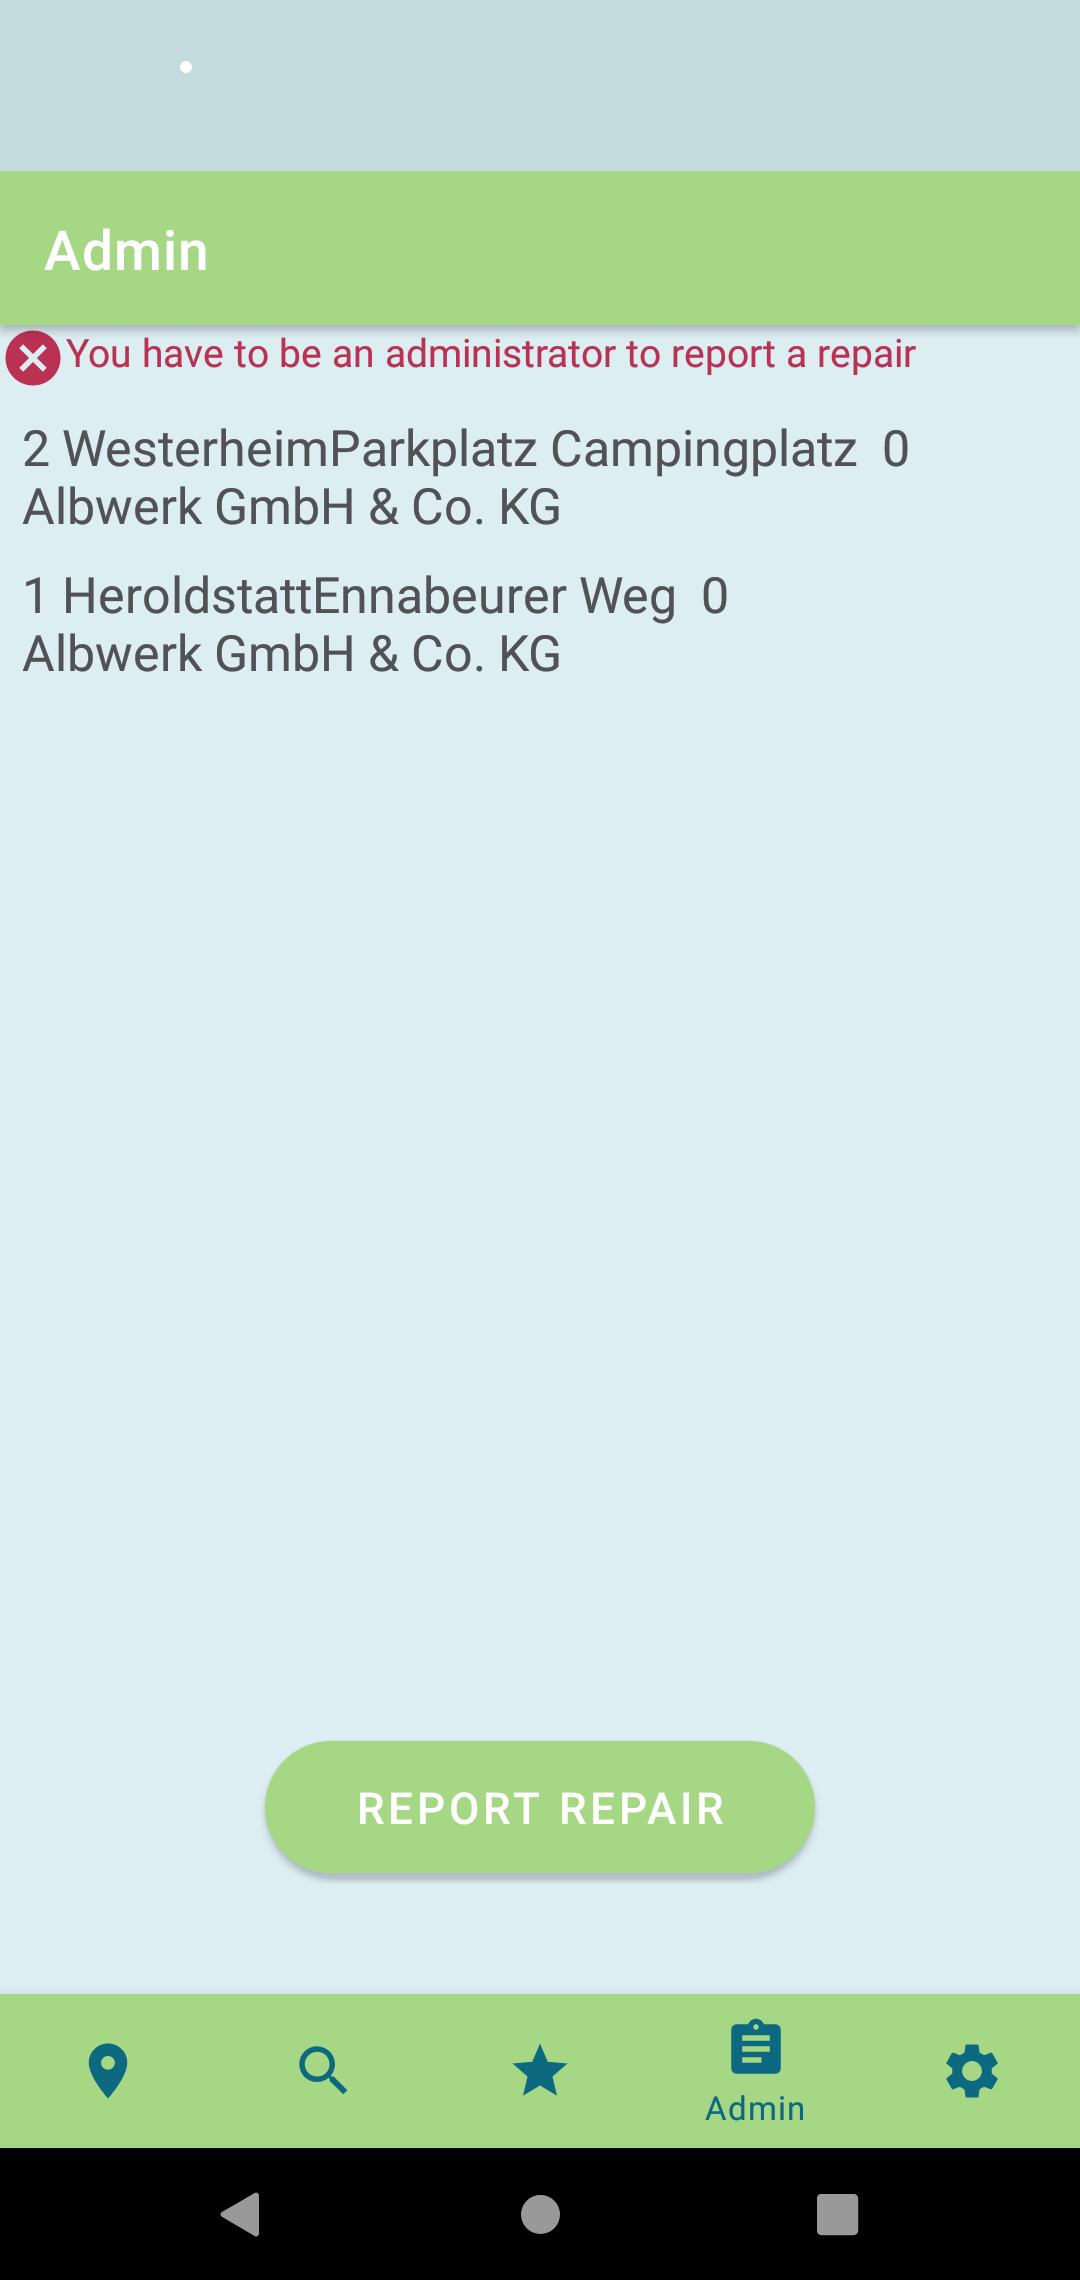 Admin
You have to be an administrator to report a repair
2 WesterheimParkplatz Campingplatz  0
Albwerk GmbH & Co. KG
1 HeroldstattEnnabeurer Weg  0
Albwerk GmbH & Co. KG
REPORT REPAIR
Admin